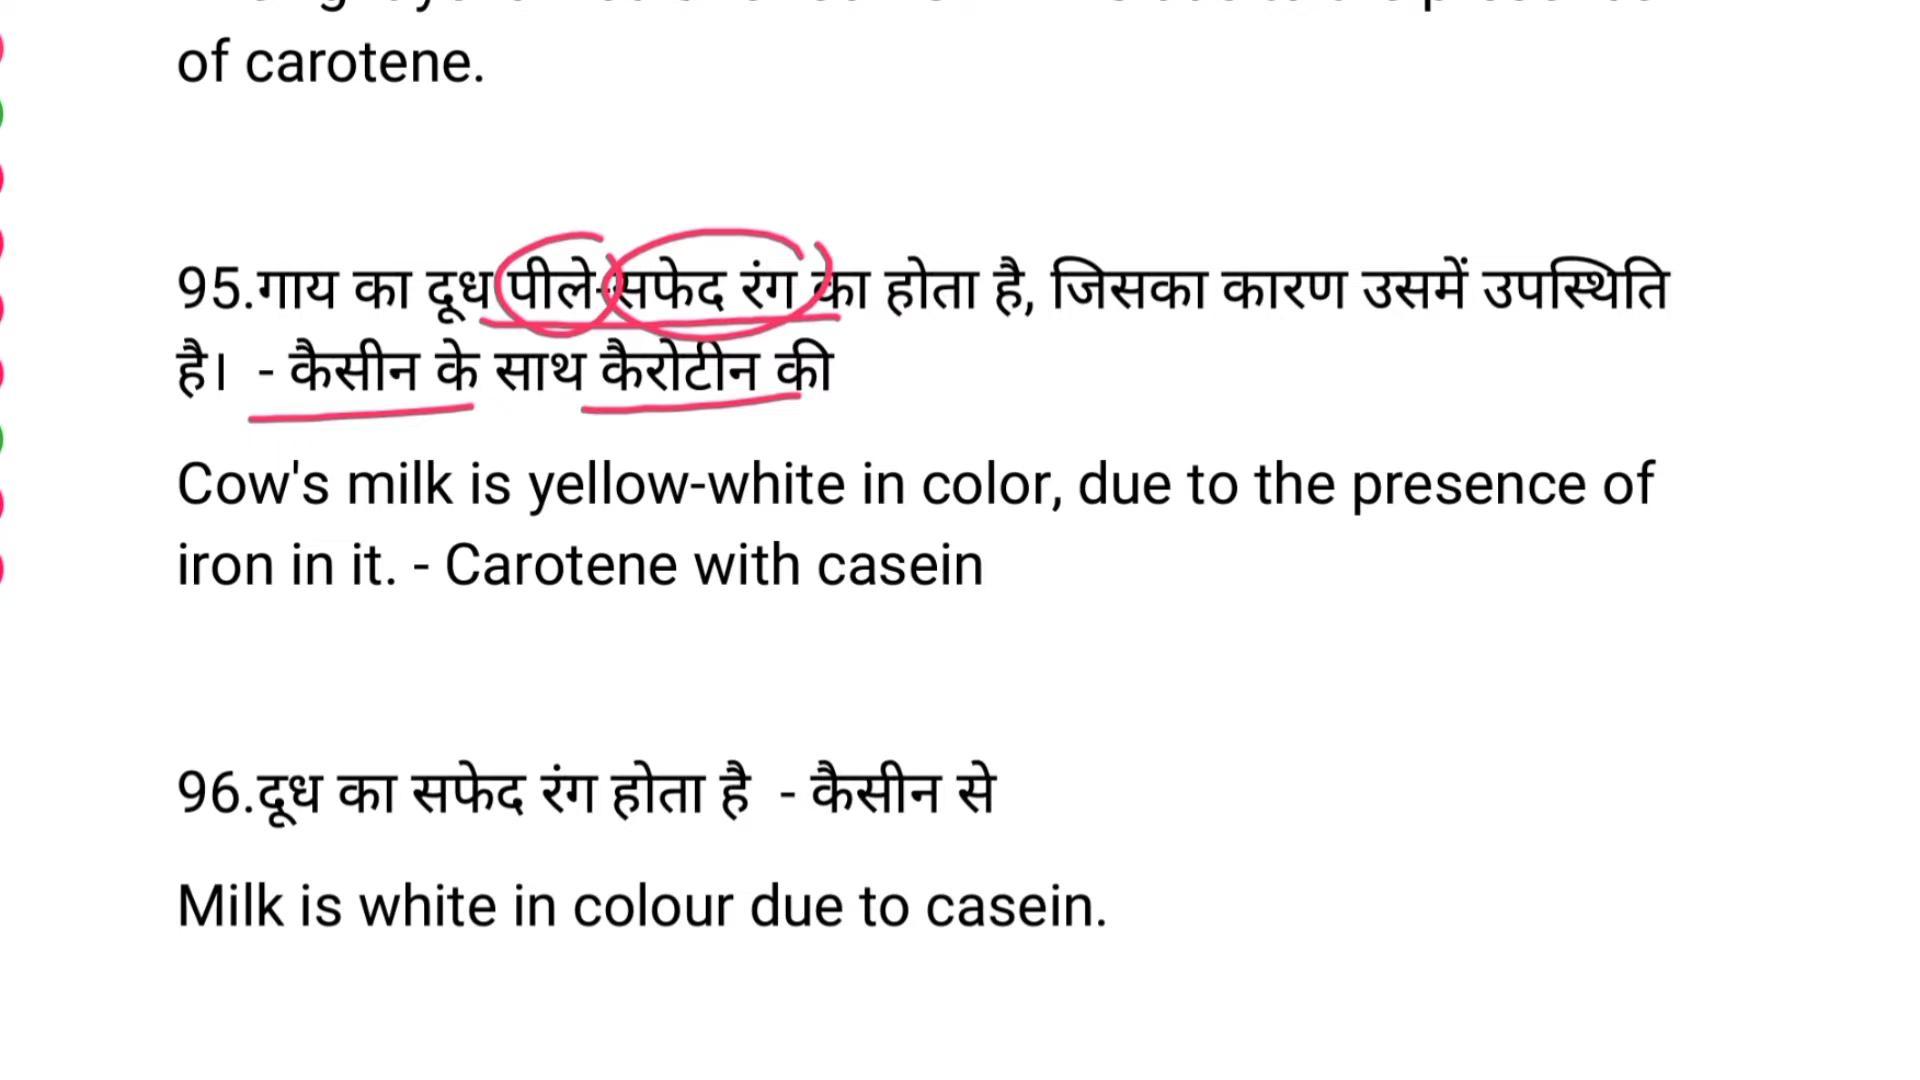 of carotene.
95.गाय का दूध पीले-सफेद रंग का होता है, जिसका कारण उसमें उपस्थिति
है। - कैसीन के साथ कैरोटीन की
Cow's milk is yellow-white in color, due to the presence of
iron in it. - Carotene with casein
96.दूध का सफेद रंग होता है - कैसीन से
Milk is white in colour due to casein.